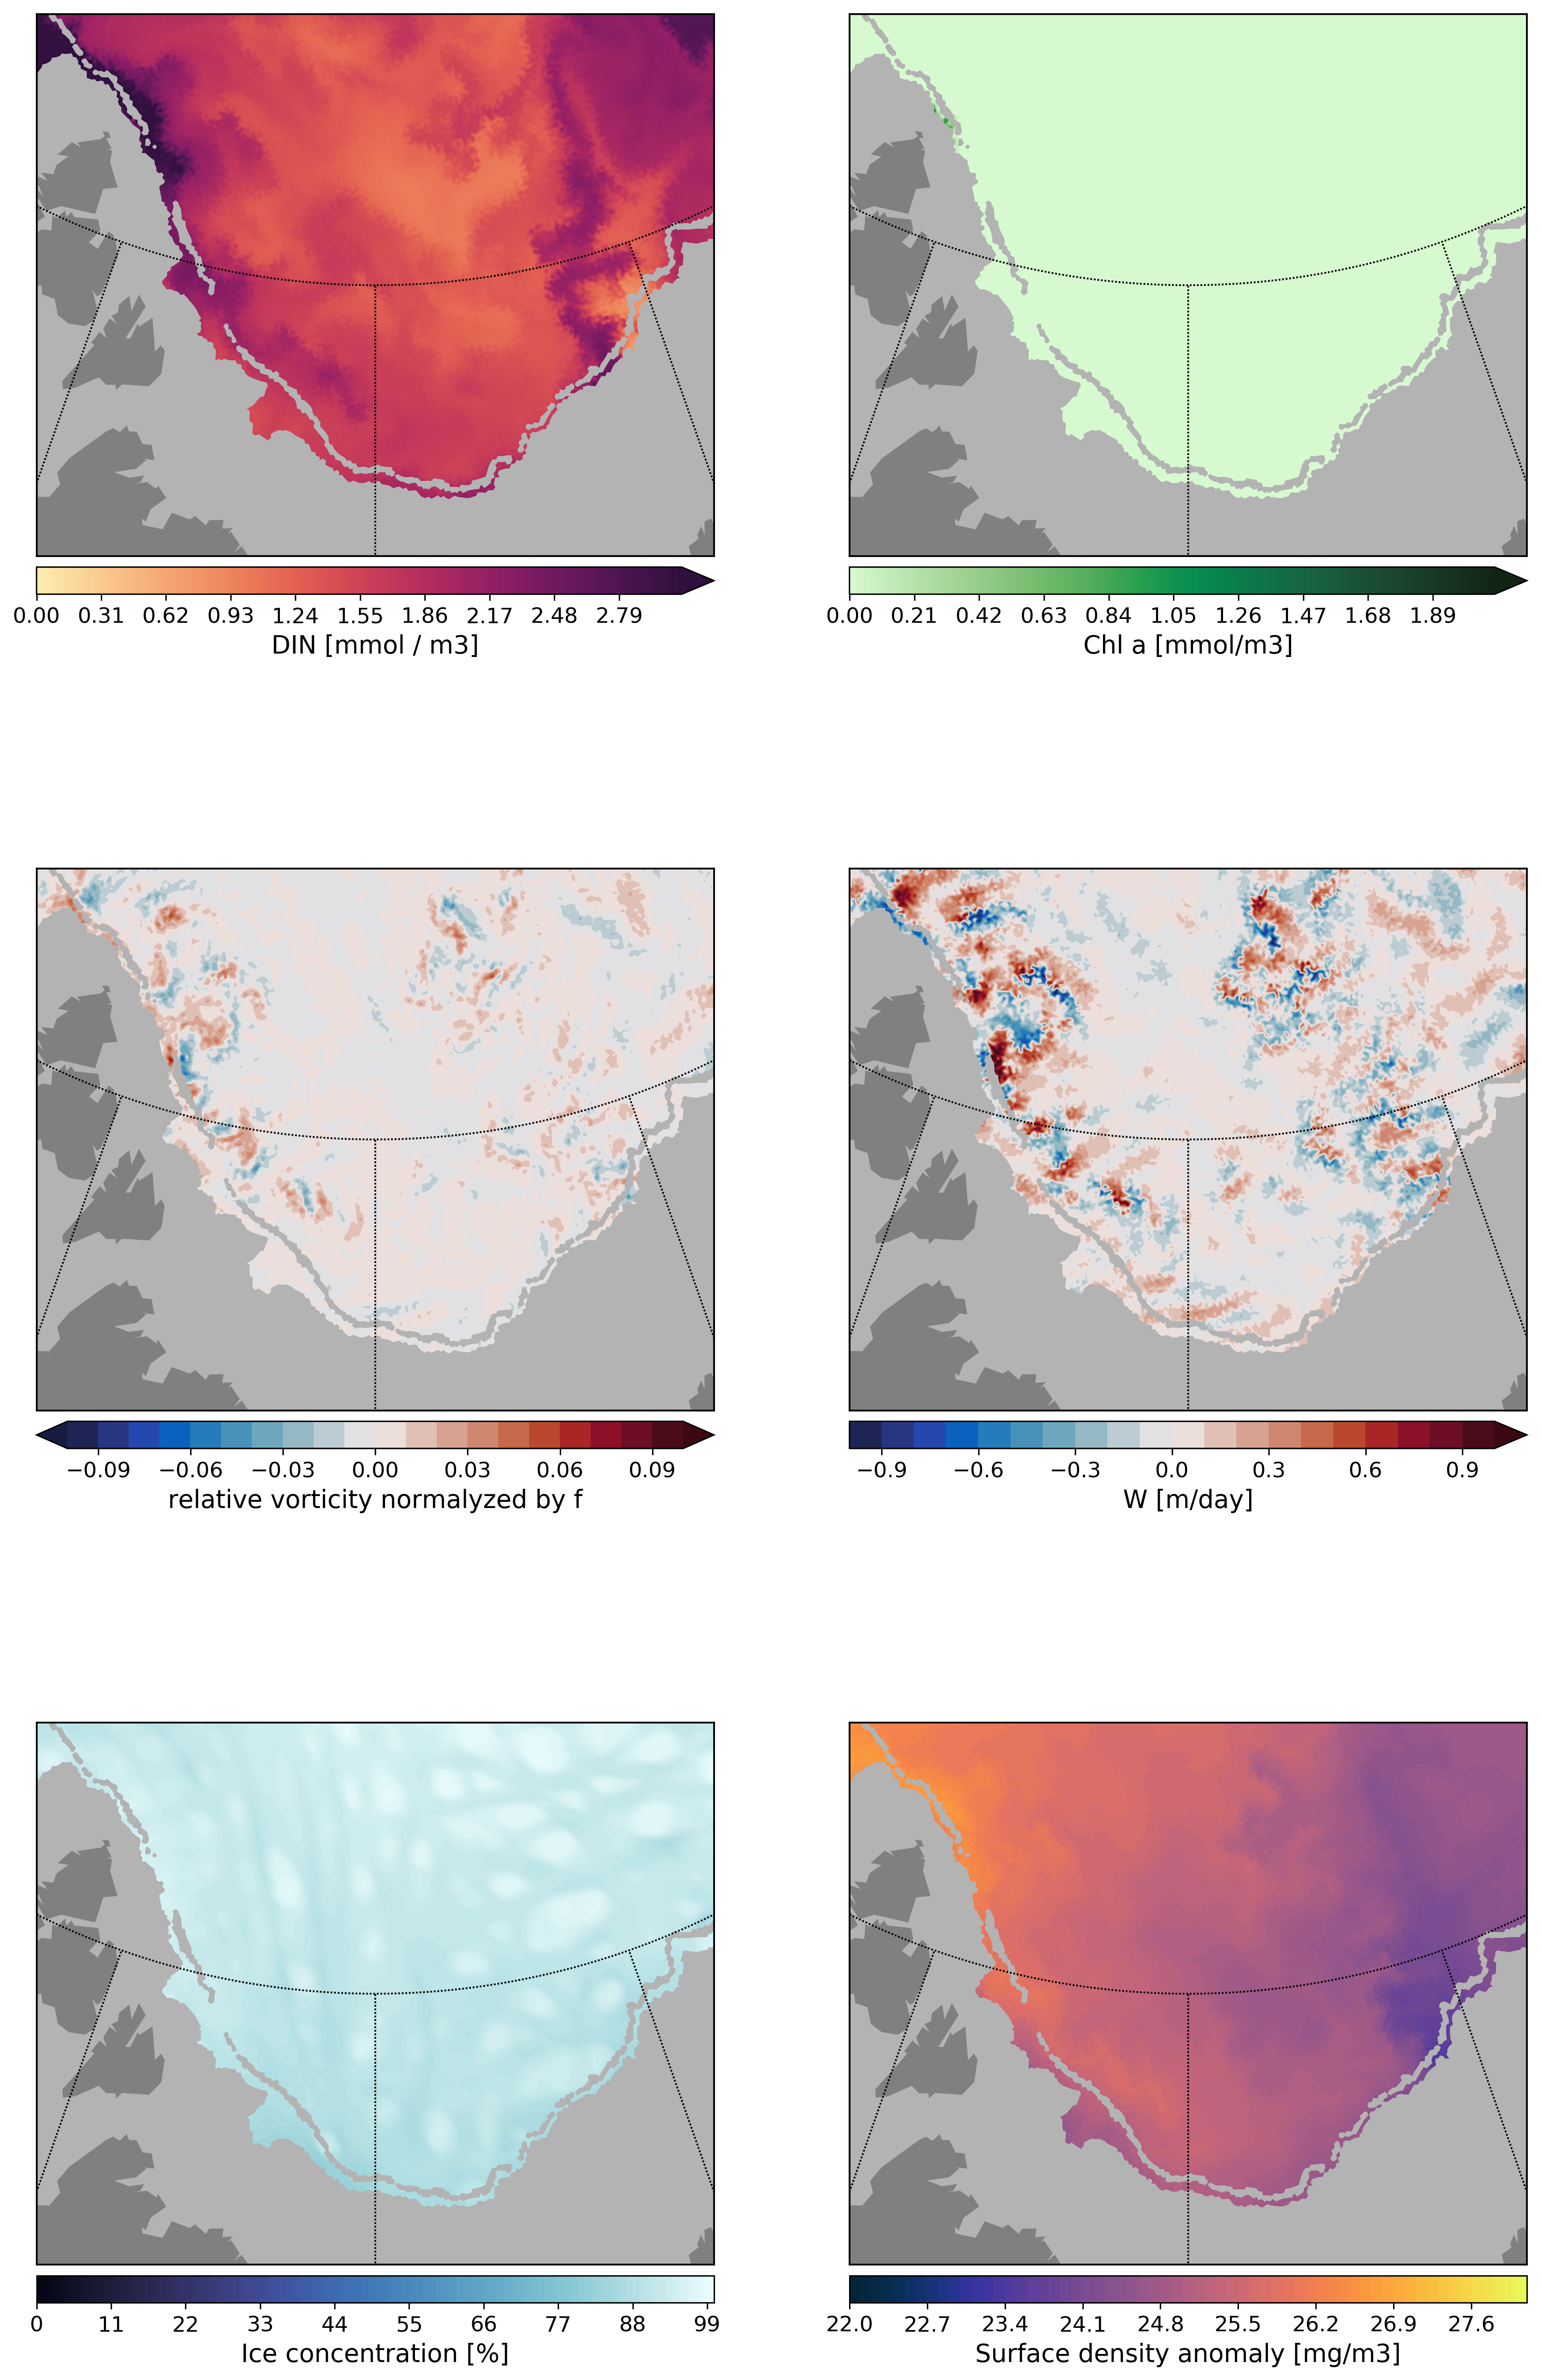 0.00 0.31 0.62 0.93 1.24 1.55 1.86 2.17 2.48 2.79
DIN [mmol / m3]
0.00 0.21 0.42 0.63 0.84 1.05 1.26 1.47 1.68 1.89
Chl a [mmol/m3]
−0.09 −0.06 −0.03 0.00 0.03 0.06 0.09
relative vorticity normalyzed by f
−0.9 −0.6 −0.3 0.0 0.3 0.6 0.9
W [m/day]
0 11 22 33 44 55 66 77 88 99
Ice concentration [%]
22.0 22.7 23.4 24.1 24.8 25.5 26.2 26.9 27.6
Surface density anomaly [mg/m3]